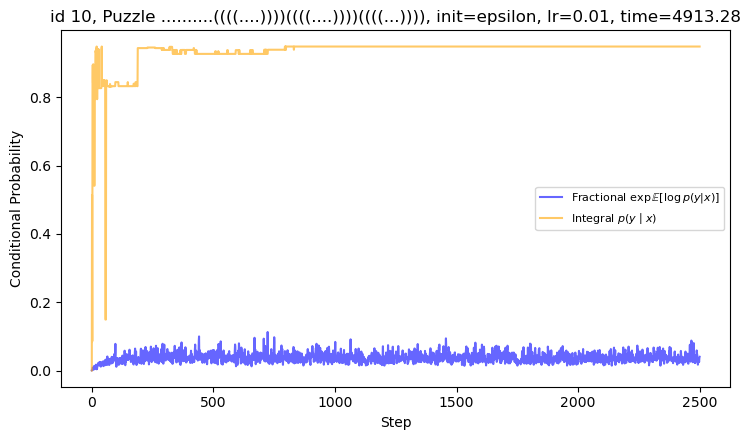 id 10, Puzzle ..........((((....))))((((....))))((((...)))), init=epsilon, lr=0.01, time=4913.28
Conditional Probability
0.8
0.6
0.4
0.2
0.0
Fractional exp𝔼[log p(y|x)]
Integral p(y | x)
0 500 1000 1500 2000 2500
Step